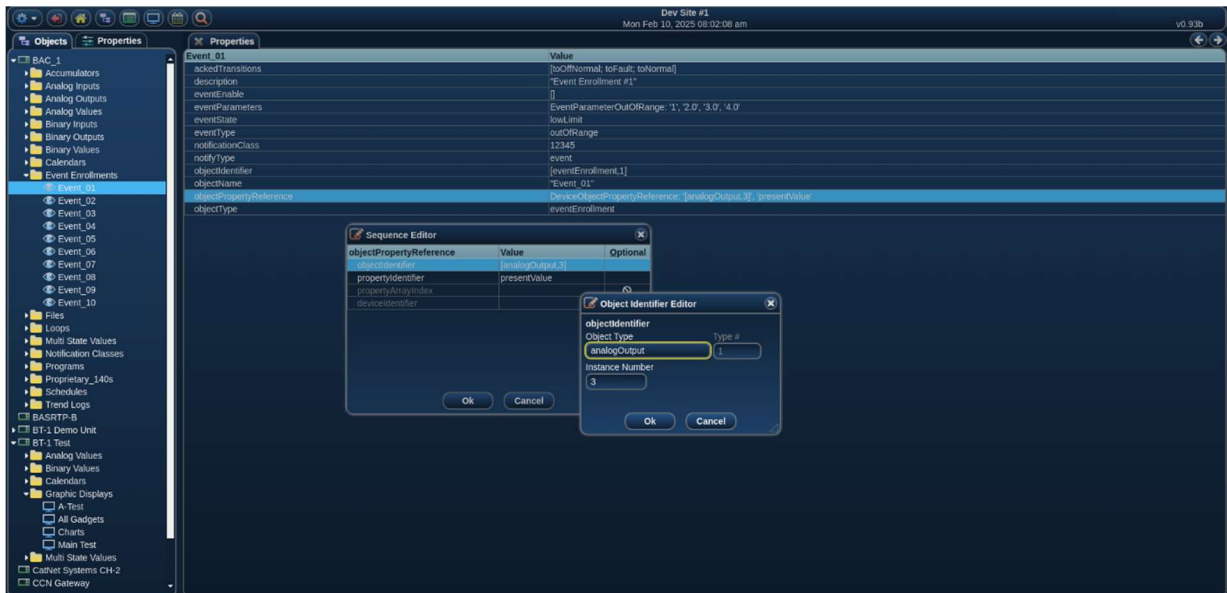 Dev Site #1
Mon Feb 10, 2025 08:02:08 am
v0.93b
Objects
Properties
Properties
BAC_1
Accumulators
Analog Inputs
Analog Outputs
Analog Values
Binary Inputs
Binary Outputs
Binary Values
Calendars
Event Enrollments
Event_01
Event_02
Event_03
Event_04
Event_05
Event_06
Event_07
Event_08
Event_09
Event_10
Files
Loops
Multi State Values
Notification Classes
Programs
Proprietary_140s
Schedules
Trend Logs
BASRTP-B
BT-1 Demo Unit
BT-1 Test
Analog Values
Binary Values
Calendars
Graphic Displays
A-Test
All Gadgets
Charts
Main Test
Multi State Values
CatNet Systems CH-2
CCN Gateway
Event_01 Value
ackedTransitions [toOffNormal; toFault; toNormal]
description "Event Enrollment #1"
eventEnable []
eventParameters EventParameterOutOfRange: '1', '2.0', '3.0', '4.0'
eventState lowLimit
eventType outOfRange
notificationClass 12345
notifyType event
objectIdentifier [eventEnrollment,1]
objectName "Event_01"
objectPropertyReference DeviceObjectPropertyReference: '[analogOutput,3]', 'presentValue'
objectType eventEnrollment
Sequence Editor
objectPropertyReference Value Optional
objectIdentifier [analogOutput,3]
propertyIdentifier presentValue
propertyArrayIndex
deviceIdentifier
Ok Cancel
Object Identifier Editor
objectIdentifier
Object Type Type #
analogOutput 1
Instance Number
3
Ok Cancel